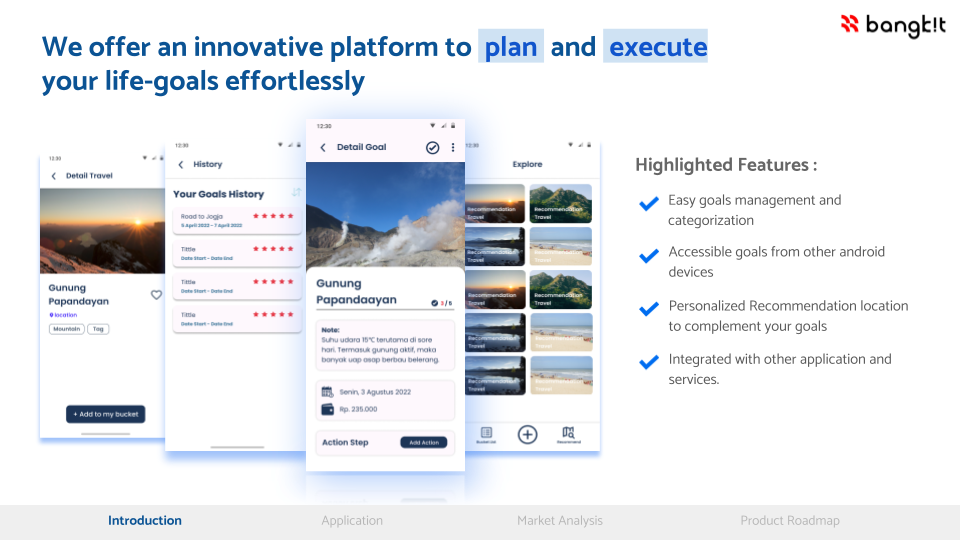 bangk!t
We offer an innovative platform to plan and execute
your life-goals effortlessly
12:30
Detail Travel
Gunung
Papandayan
location
Mountain
Tag
+ Add to my bucket
12:30
History
Your Goals History
Road to Jogja
5 April 2022 - 7 April 2022
Tittle
Date Start - Date End
Tittle
Date Start - Date End
Tittle
Date Start - Date End
12:30
Detail Goal
Gunung
Papandaayan
3 / 5
Note:
Suhu udara 15°C terutama di sore
hari. Termasuk gunung aktif, maka
banyak uap asap berbau belerang.
Senin, 3 Agustus 2022
Rp. 235.000
Action Step
Add Action
12:30
Explore
Recommendation
Travel
Recommendation
Travel
Recommendation
Travel
Recommendation
Travel
Recommendation
Travel
Recommendation
Travel
Recommendation
Travel
Recommendation
Travel
Recommendation
Travel
Recommendation
Travel
Bucket List
Recommend
Highlighted Features :
Easy goals management and
categorization
Accessible goals from other android
devices
Personalized Recommendation location
to complement your goals
Integrated with other application and
services.
Introduction
Application
Market Analysis
Product Roadmap